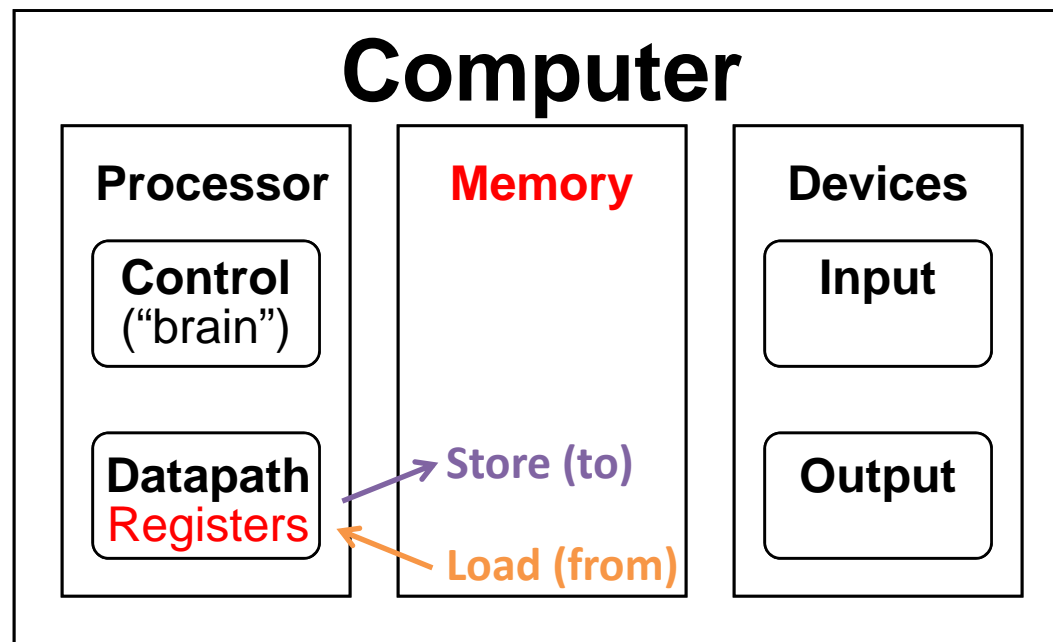 Computer
Processor
Control
(“brain”)
Datapath
Registers
Memory
Store (to)
Load (from)
Devices
Input
Output